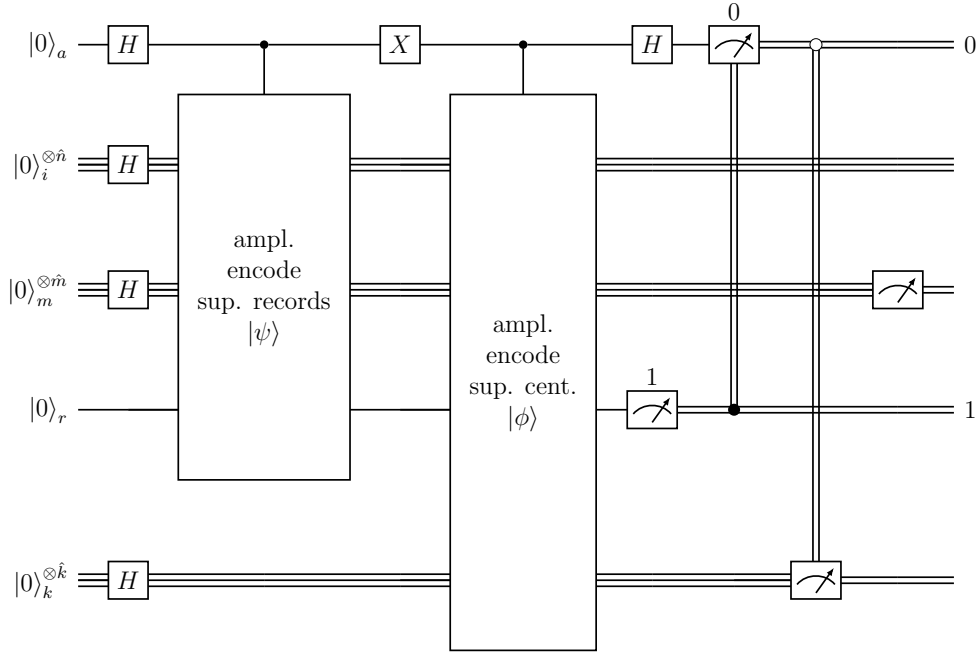 0
|0⟩_a H X H 0
|0⟩_i^{⊗n̂} H
ampl.
encode
sup. records
|ψ⟩
|0⟩_m^{⊗m̂} H
ampl.
encode
sup. cent.
|ϕ⟩
1
|0⟩_r 1
|0⟩_k^{⊗k̂} H